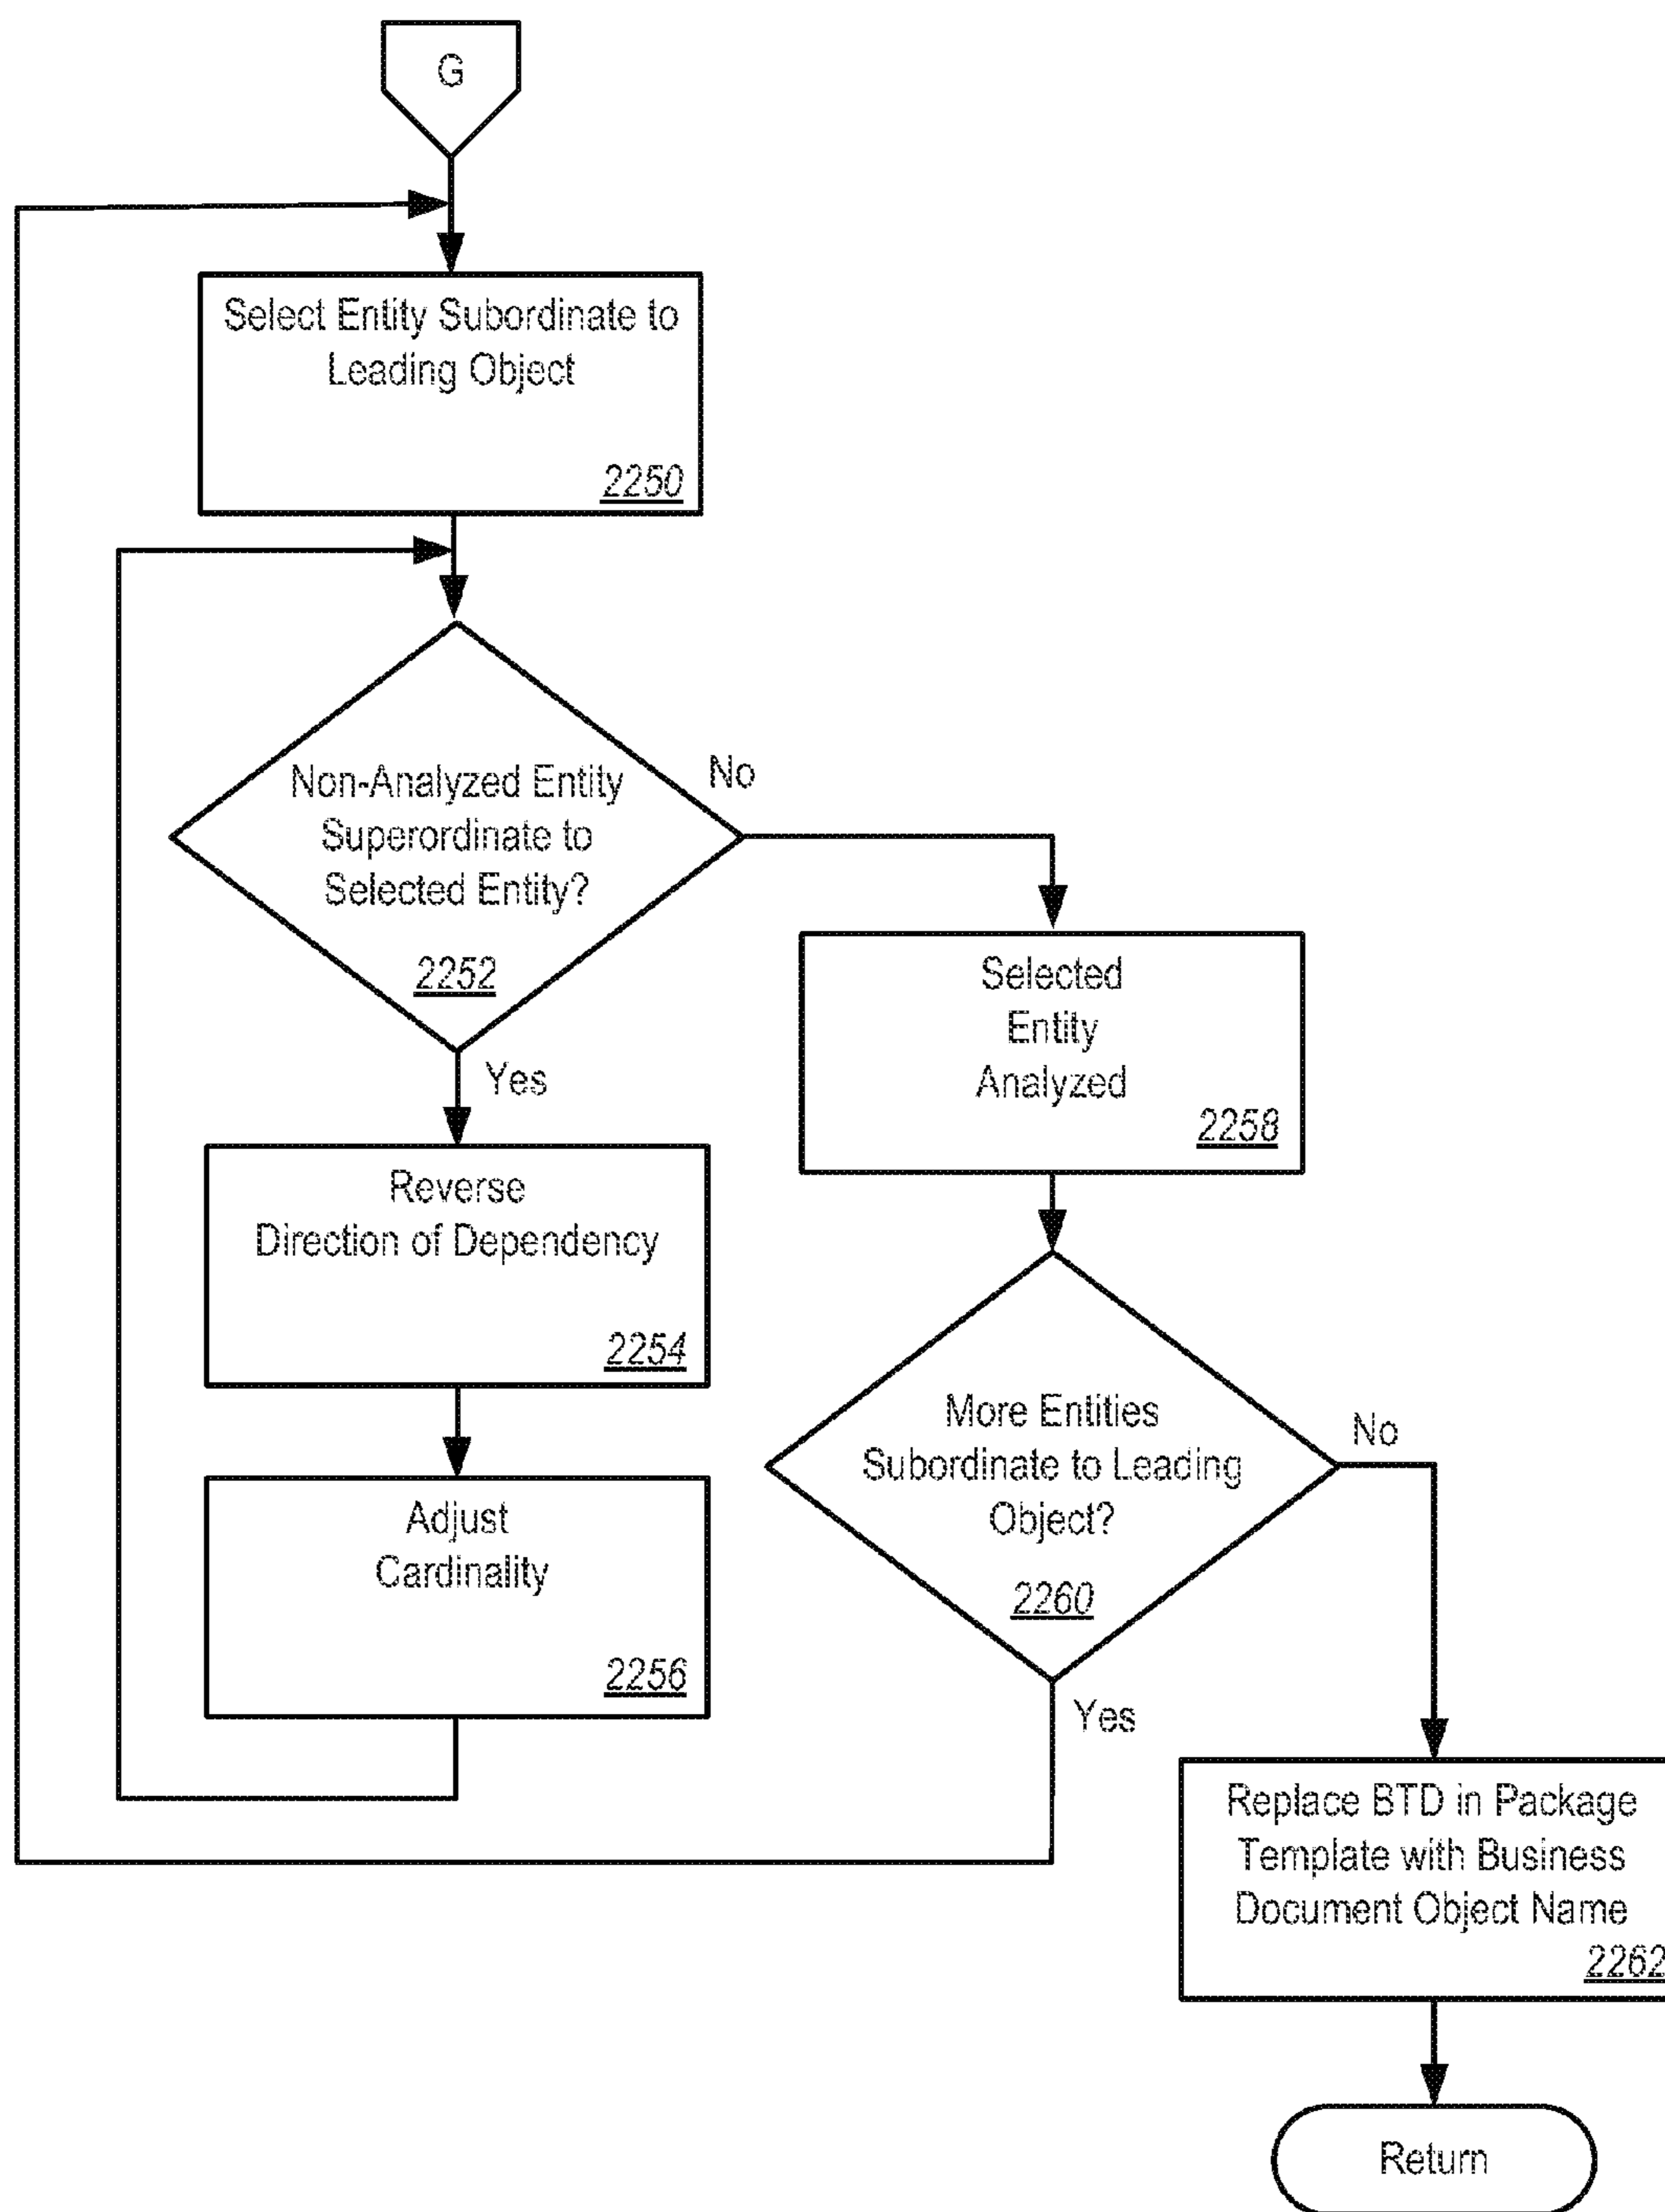 G
Select Entity Subordinate to
Leading Object
2250
Non-Analyzed Entity
Superordinate to
Selected Entity?
2252
No
Yes
Selected
Entity
Analyzed
2258
Reverse
Direction of Dependency
2254
More Entities
Subordinate to Leading
Object?
2260
No
Yes
Adjust
Cardinality
2256
Replace BTD in Package
Template with Business
Document Object Name
2262
Return